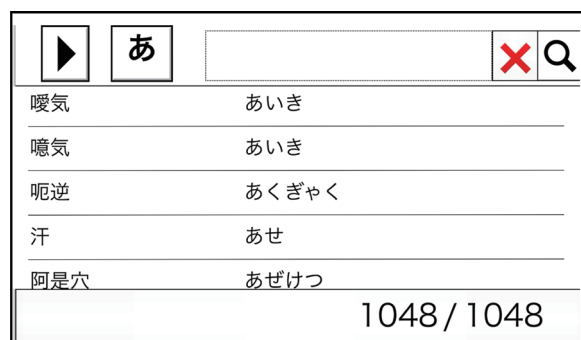 あ
噯気 あいき
噫気 あいき
呃逆 あくぎゃく
汗 あせ
阿是穴 あぜけつ
1048/1048